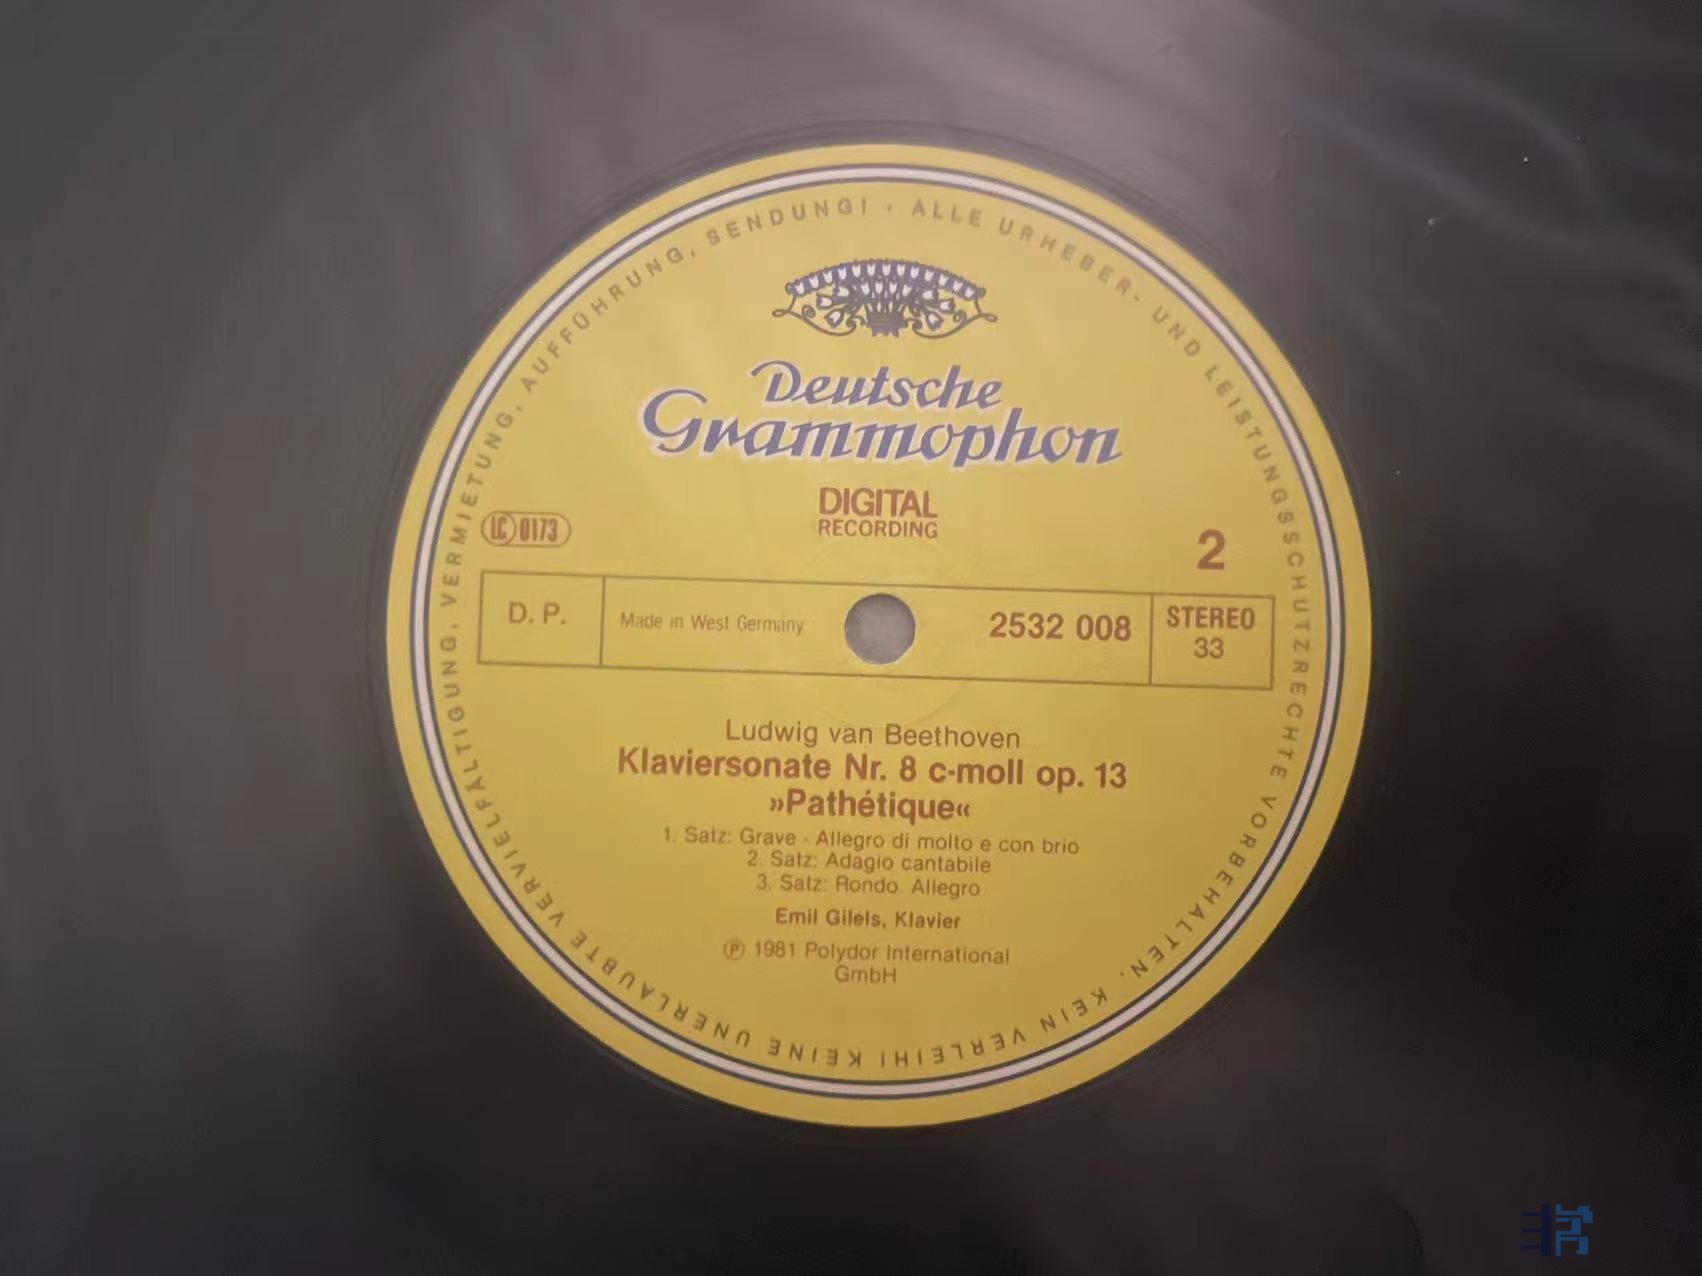 ALLE URHEBER- UND LEISTUNGSSCHUTZRECHTE VORBEHALTEN. KEIN VERLEIH! KEINE UNERLAUBTE VERVIELFÄLTIGUNG, VERMIETUNG, AUFFÜHRUNG, SENDUNG! ·
Deutsche
Grammophon
DIGITAL
RECORDING
LC 0173
2
D. P.
Made in West Germany
2532 008
STEREO
33
Ludwig van Beethoven
Klaviersonate Nr. 8 c-moll op. 13
»Pathétique«
1. Satz: Grave - Allegro di molto e con brio
2. Satz: Adagio cantabile
3. Satz: Rondo. Allegro
Emil Gilels, Klavier
℗ 1981 Polydor International
GmbH